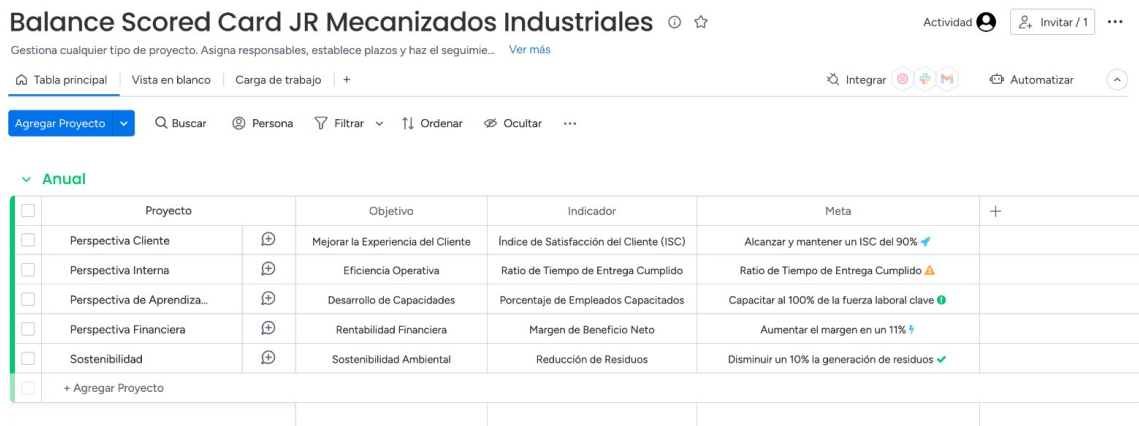 Balance Scored Card JR Mecanizados Industriales
Actividad
Invitar / 1
Gestiona cualquier tipo de proyecto. Asigna responsables, establece plazos y haz el seguimie... Ver más
Tabla principal Vista en blanco Carga de trabajo +
Integrar Automatizar
Agregar Proyecto Buscar Persona Filtrar Ordenar Ocultar ...
Anual
Proyecto Objetivo Indicador Meta +
Perspectiva Cliente Mejorar la Experiencia del Cliente Índice de Satisfacción del Cliente (ISC) Alcanzar y mantener un ISC del 90%
Perspectiva Interna Eficiencia Operativa Ratio de Tiempo de Entrega Cumplido Ratio de Tiempo de Entrega Cumplido
Perspectiva de Aprendiza... Desarrollo de Capacidades Porcentaje de Empleados Capacitados Capacitar al 100% de la fuerza laboral clave
Perspectiva Financiera Rentabilidad Financiera Margen de Beneficio Neto Aumentar el margen en un 11%
Sostenibilidad Sostenibilidad Ambiental Reducción de Residuos Disminuir un 10% la generación de residuos
+ Agregar Proyecto